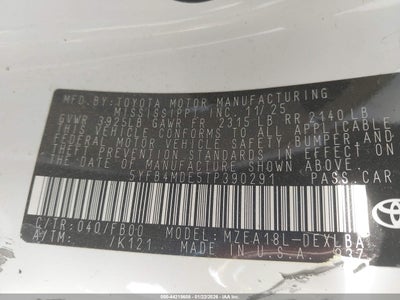 MFD. BY: TOYOTA MOTOR MANUFACTURING
MISSISSIPPI INC. 11/25
GVWR 3925LB GAWR FR 2315LB RR 2140LB
THIS VEHICLE CONFORMS TO ALL APPLICABLE
FEDERAL MOTOR VEHICLE SAFETY, BUMPER AND
THEFT PREVENTION STANDARDS IN EFFECT ON
THE DATE OF MANUFACTURE SHOWN ABOVE.
5YFB4MDE5TP390291 PASS.CAR
C/TR: 040/FB00 MODEL: MZEA18L-DEXLBA
A/TM: /K121 MADE IN U.S.A.
TOYOTA